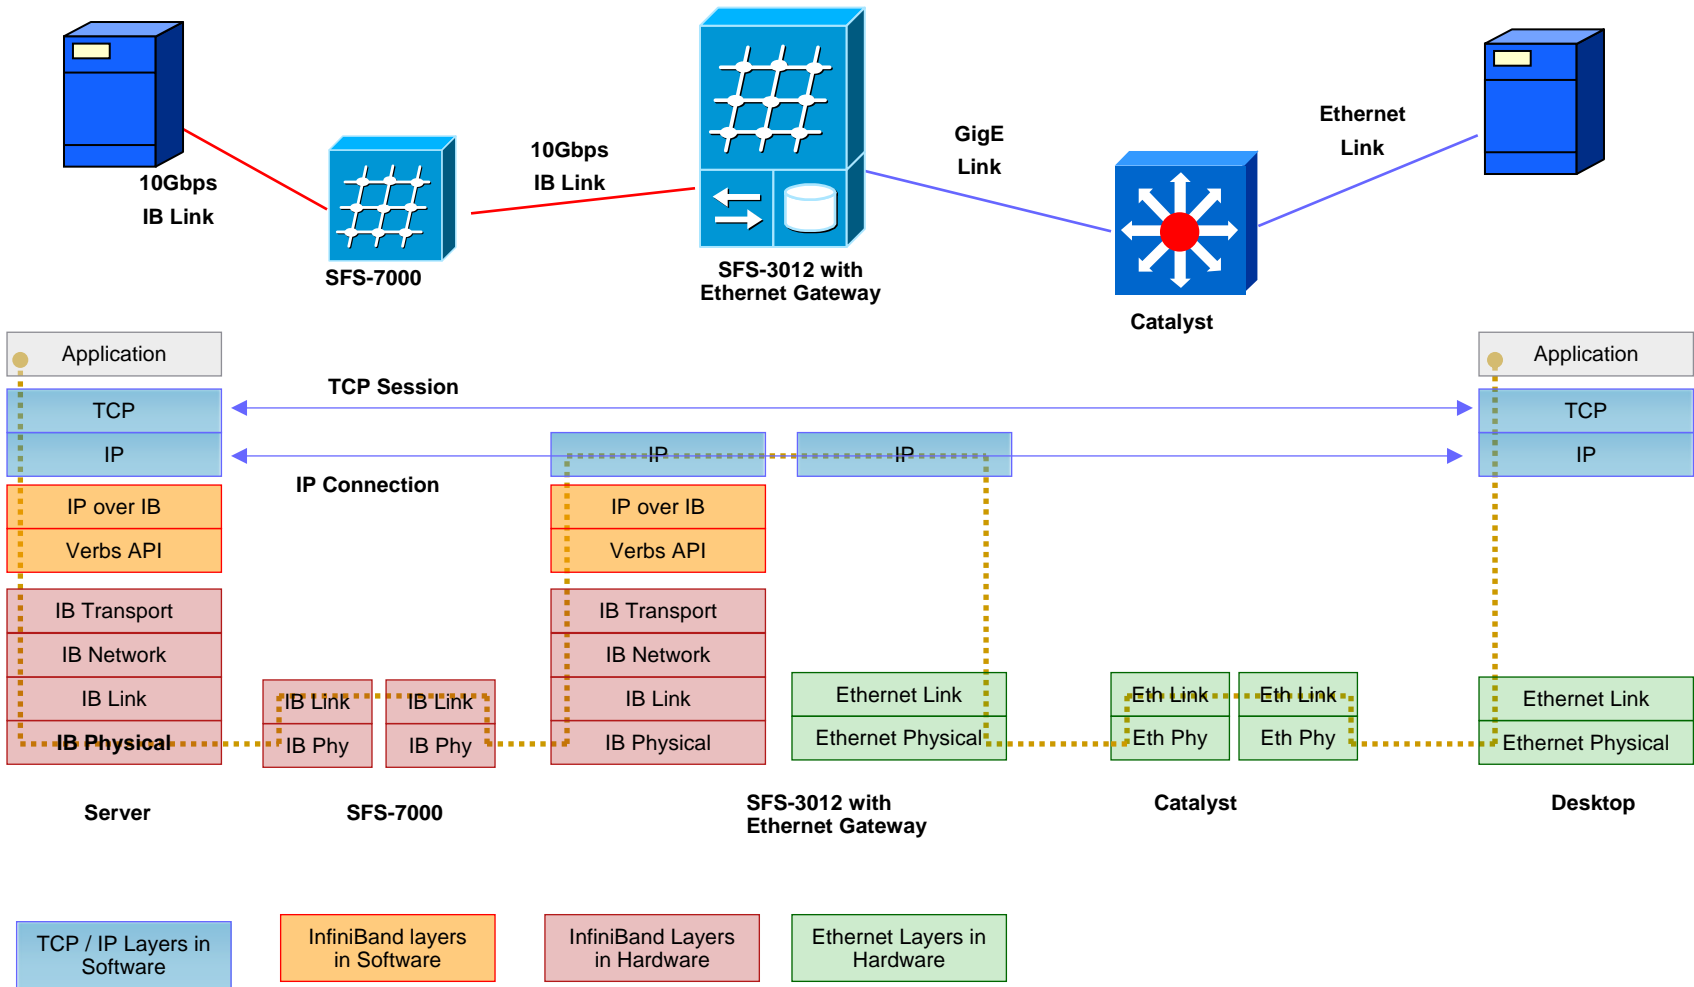 10Gbps
IB Link
SFS-7000
10Gbps
IB Link
SFS-3012 with
Ethernet Gateway
GigE
Link
Catalyst
Ethernet
Link
Application
TCP
IP
IP over IB
Verbs API
IB Transport
IB Network
IB Link
IB Physical
Server
TCP Session
IP Connection
IB Link
IB Phy
IB Link
IB Phy
SFS-7000
IP
IP over IB
Verbs API
IB Transport
IB Network
IB Link
IB Physical
IP
Ethernet Link
Ethernet Physical
SFS-3012 with
Ethernet Gateway
Eth Link
Eth Phy
Eth Link
Eth Phy
Catalyst
Application
TCP
IP
Ethernet Link
Ethernet Physical
Desktop
TCP / IP Layers in
Software
InfiniBand layers
in Software
InfiniBand Layers
in Hardware
Ethernet Layers in
Hardware